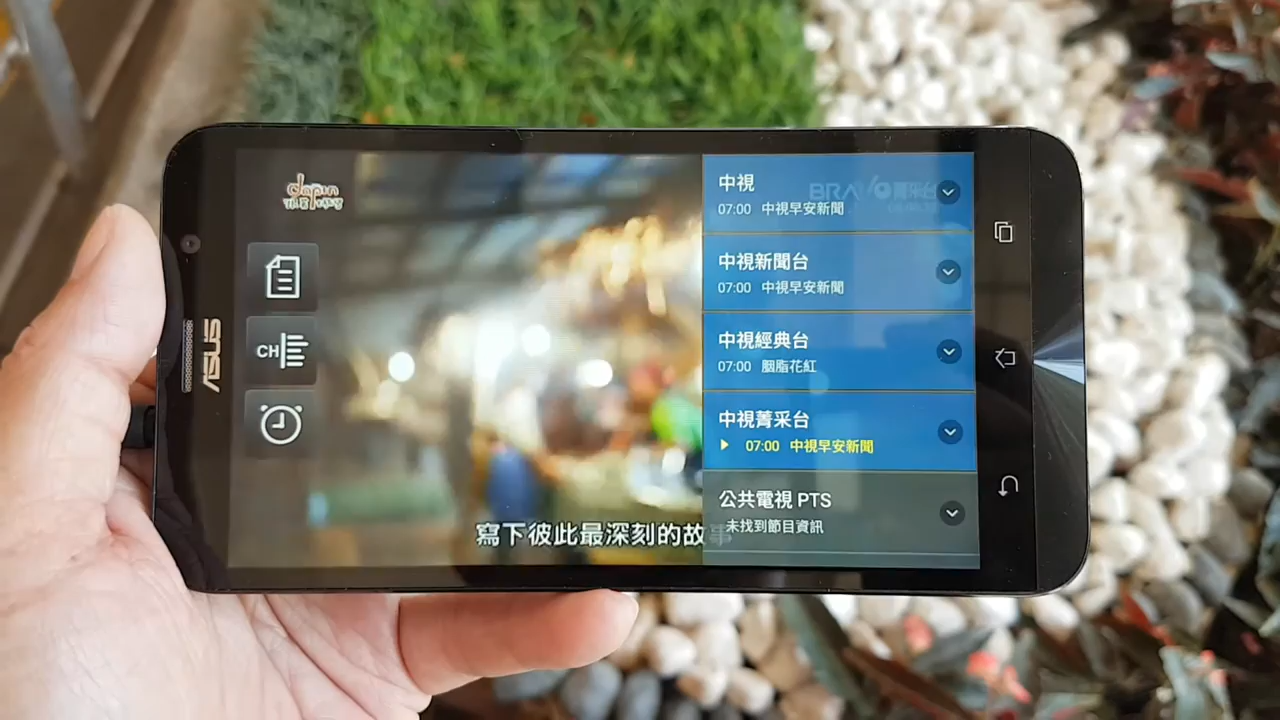 ASUS
dapin
CH
寫下彼此最深刻的故事
中視
07:00 中視早安新聞
BRAVO
中視新聞台
07:00 中視早安新聞
中視經典台
07:00 胭脂花紅
中視菁采台
07:00 中視早安新聞
公共電視 PTS
未找到節目資訊